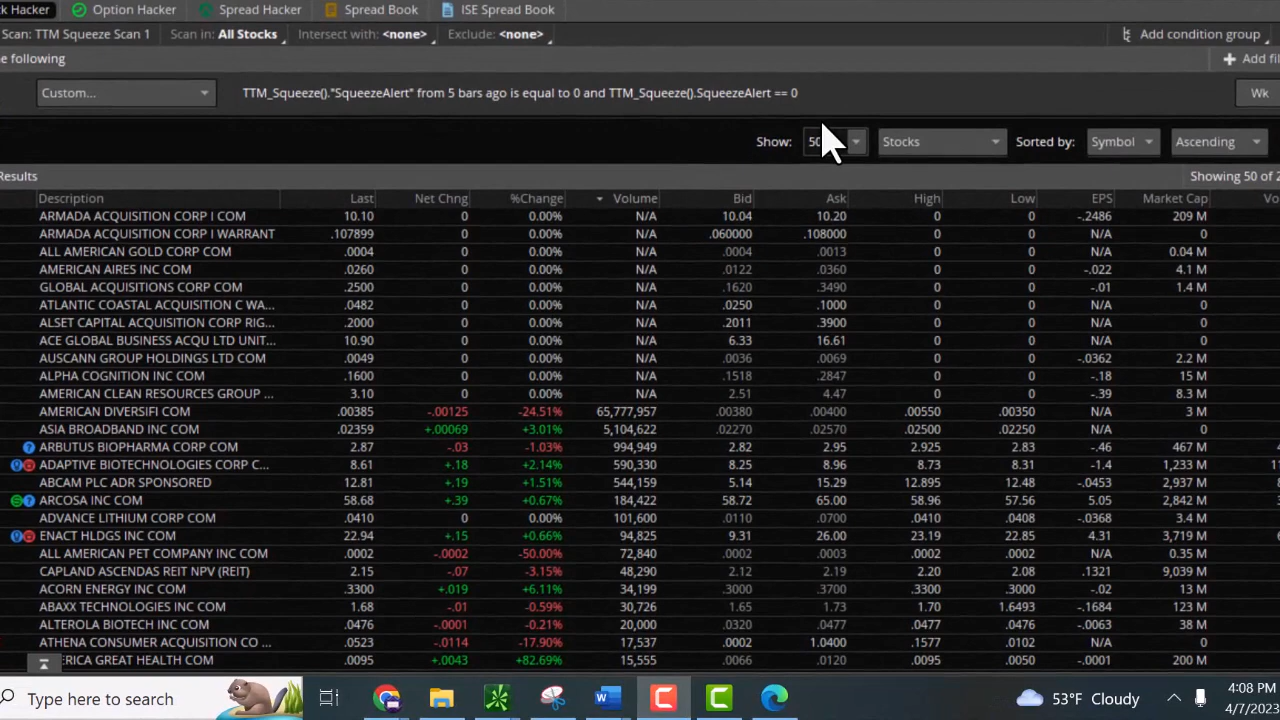 ck Hacker Option Hacker Spread Hacker Spread Book ISE Spread Book
Scan: TTM Squeeze Scan 1 Scan in: All Stocks Intersect with: <none> Exclude: <none> Add condition group
he following Add fil
Custom... TTM_Squeeze()."SqueezeAlert" from 5 bars ago is equal to 0 and TTM_Squeeze().SqueezeAlert == 0 Wk
Show: 50 Stocks Sorted by: Symbol Ascending
Results Showing 50 of 2
Description Last Net Chng %Change Volume Bid Ask High Low EPS Market Cap Vo
ARMADA ACQUISITION CORP I COM 10.10 0 0.00% N/A 10.04 10.20 0 0 -.2486 209 M
ARMADA ACQUISITION CORP I WARRANT .107899 0 0.00% N/A .060000 .108000 0 0 N/A 0
ALL AMERICAN GOLD CORP COM .0004 0 0.00% N/A .0004 .0013 0 0 N/A 0.04 M
AMERICAN AIRES INC COM .0260 0 0.00% N/A .0122 .0360 0 0 -.022 4.1 M
GLOBAL ACQUISITIONS CORP COM .2500 0 0.00% N/A .1620 .3490 0 0 -.01 1.4 M
ATLANTIC COASTAL ACQUISITION C WA... .0482 0 0.00% N/A .0250 .1000 0 0 N/A 0
ALSET CAPITAL ACQUISITION CORP RIG... .2000 0 0.00% N/A .2011 .3900 0 0 N/A 0
ACE GLOBAL BUSINESS ACQU LTD UNIT... 10.90 0 0.00% N/A 6.33 16.61 0 0 N/A 0
AUSCANN GROUP HOLDINGS LTD COM .0049 0 0.00% N/A .0036 .0069 0 0 -.0362 2.2 M
ALPHA COGNITION INC COM .1600 0 0.00% N/A .1518 .2847 0 0 -.18 15 M
AMERICAN CLEAN RESOURCES GROUP ... 3.10 0 0.00% N/A 2.51 4.47 0 0 -.39 8.3 M
AMERICAN DIVERSIFI COM .00385 -.00125 -24.51% 65,777,957 .00380 .00400 .00550 .00350 N/A 3 M
ASIA BROADBAND INC COM .02359 +.00069 +3.01% 5,104,622 .02270 .02570 .02500 .02250 N/A 0
ARBUTUS BIOPHARMA CORP COM 2.87 -.03 -1.03% 994,949 2.82 2.95 2.925 2.83 -.46 467 M
ADAPTIVE BIOTECHNOLOGIES CORP C... 8.61 +.18 +2.14% 590,330 8.25 8.96 8.73 8.31 -1.4 1,233 M
ABCAM PLC ADR SPONSORED 12.81 +.19 +1.51% 544,159 5.14 15.29 12.895 12.48 -.0453 2,937 M
ARCOSA INC COM 58.68 +.39 +0.67% 184,422 58.72 65.00 58.96 57.56 5.05 2,842 M
ADVANCE LITHIUM CORP COM .0410 0 0.00% 101,600 .0110 .0700 .0410 .0408 -.0368 3.4 M
ENACT HLDGS INC COM 22.94 +.15 +0.66% 94,825 9.31 26.00 23.19 22.85 4.31 3,719 M
ALL AMERICAN PET COMPANY INC COM .0002 -.0002 -50.00% 72,840 .0002 .0003 .0002 .0002 N/A 0.35 M
CAPLAND ASCENDAS REIT NPV (REIT) 2.15 -.07 -3.15% 48,290 2.12 2.19 2.20 2.08 .1321 9,039 M
ACORN ENERGY INC COM .3300 +.019 +6.11% 34,199 .3000 .3700 .3300 .3000 -.02 13 M
ABAXX TECHNOLOGIES INC COM 1.68 -.01 -0.59% 30,726 1.65 1.73 1.70 1.6493 -.1684 123 M
ALTEROLA BIOTECH INC COM .0476 -.0001 -0.21% 20,000 .0320 .0477 .0476 .0476 -.0063 38 M
ATHENA CONSUMER ACQUISITION CO ... .0523 -.0114 -17.90% 17,537 .0002 1.0400 .1577 .0102 N/A 0
ERICA GREAT HEALTH COM .0095 +.0043 +82.69% 15,555 .0066 .0120 .0095 .0050 -.0001 200 M
Type here to search 53°F Cloudy 4:08 PM
4/7/2023